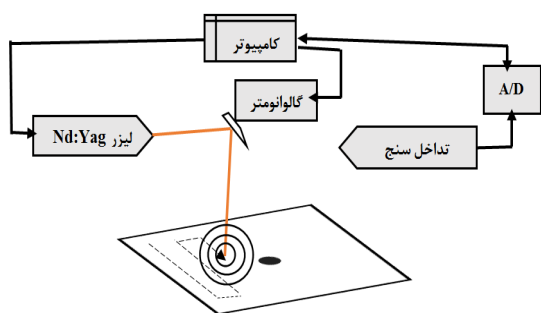 کامپیوتر
A/D
گالوانومتر
لیزر Nd:Yag
تداخل سنج